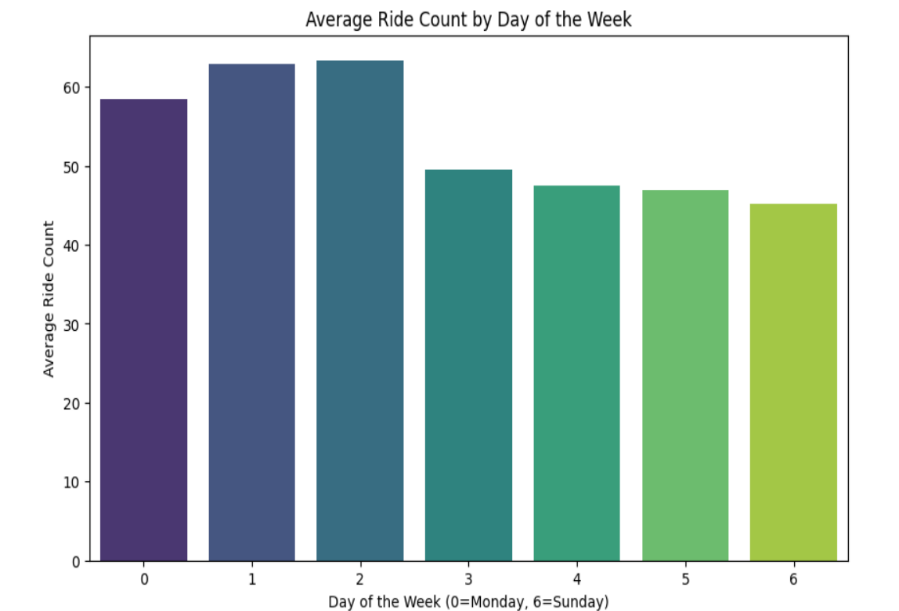 Average Ride Count by Day of the Week
60
50
40
30
20
10
0
Average Ride Count
0 1 2 3 4 5 6
Day of the Week (0=Monday, 6=Sunday)